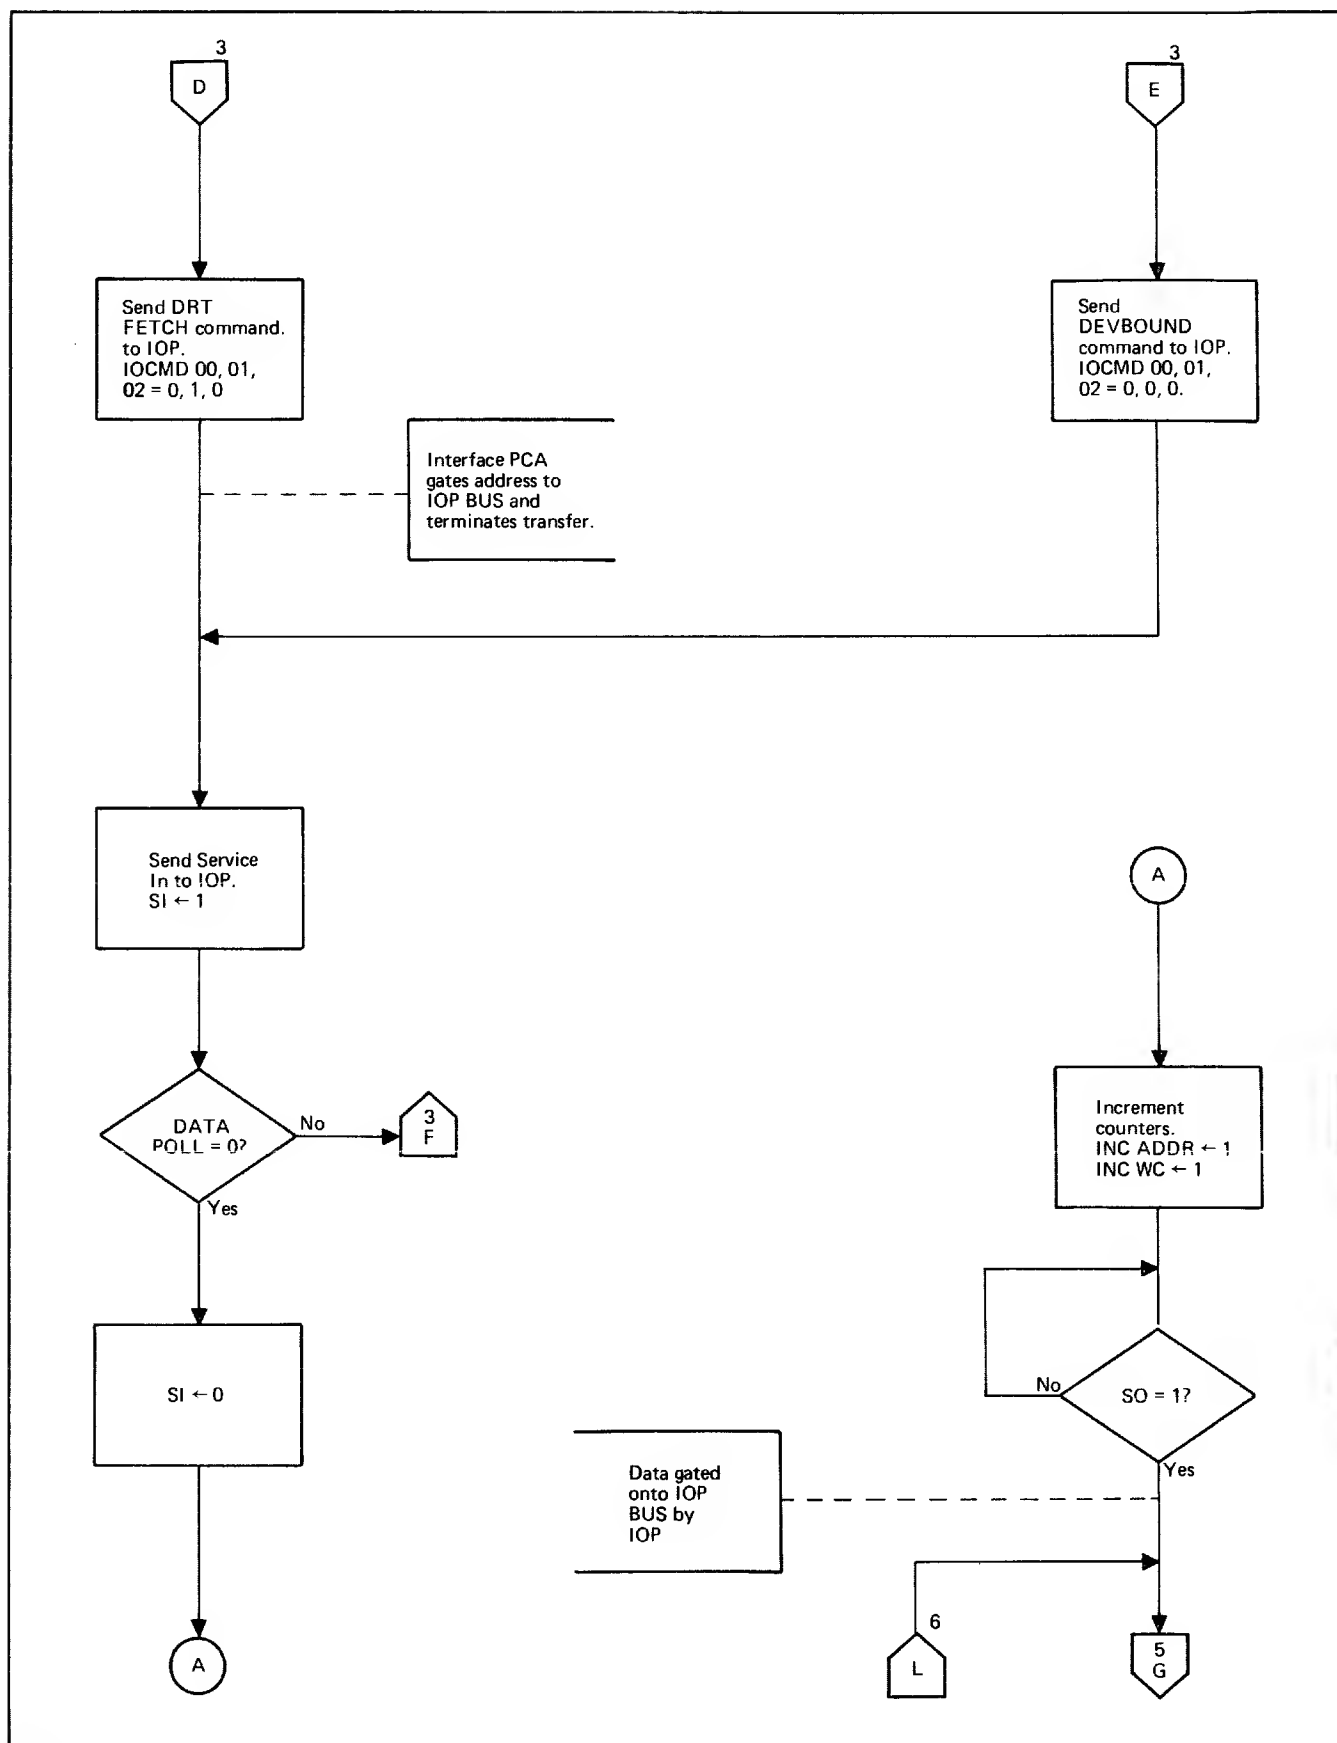 3
D
3
E
Send DRT
FETCH command.
to IOP.
IOCMD 00, 01,
02 = 0, 1, 0
Send
DEVBOUND
command to IOP.
IOCMD 00, 01,
02 = 0, 0, 0.
Interface PCA
gates address to
IOP BUS and
terminates transfer.
Send Service
In to IOP.
SI ← 1
A
DATA
POLL = 0?
No
3
F
Yes
Increment
counters.
INC ADDR ← 1
INC WC ← 1
SI ← 0
No
SO = 1?
Yes
Data gated
onto IOP
BUS by
IOP
A
6
L
5
G